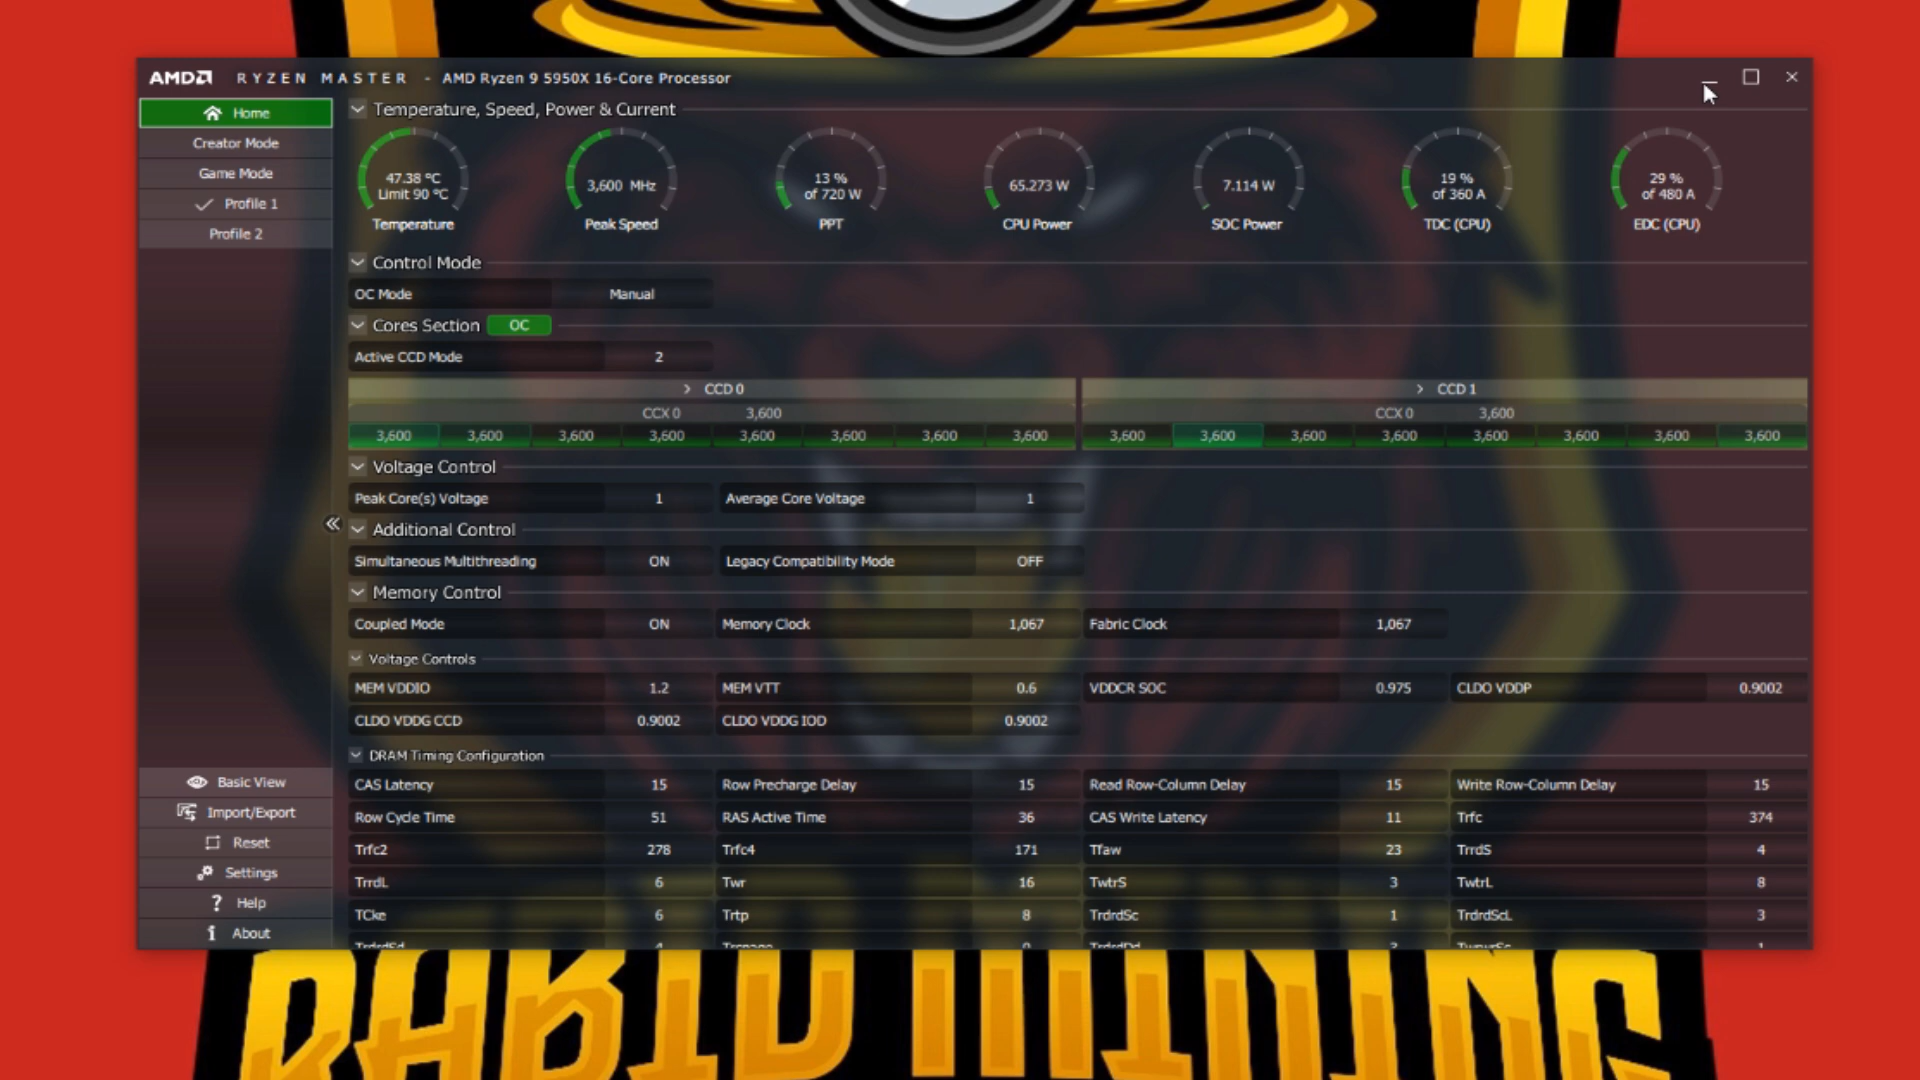 AMD RYZEN MASTER - AMD Ryzen 9 5950X 16-Core Processor
Home
Creator Mode
Game Mode
Profile 1
Profile 2
Basic View
Import/Export
Reset
Settings
? Help
i About
Temperature, Speed, Power & Current
47.38 °C
Limit 90 °C
Temperature
3,600 MHz
Peak Speed
13 %
of 720 W
PPT
65.273 W
CPU Power
7.114 W
SOC Power
19 %
of 360 A
TDC (CPU)
29 %
of 480 A
EDC (CPU)
Control Mode
OC Mode Manual
Cores Section OC
Active CCD Mode 2
CCD 0 CCD 1
CCX 0 3,600 CCX 0 3,600
3,600 3,600 3,600 3,600 3,600 3,600 3,600 3,600 3,600 3,600 3,600 3,600 3,600 3,600 3,600 3,600
Voltage Control
Peak Core(s) Voltage 1 Average Core Voltage 1
Additional Control
Simultaneous Multithreading ON Legacy Compatibility Mode OFF
Memory Control
Coupled Mode ON Memory Clock 1,067 Fabric Clock 1,067
Voltage Controls
MEM VDDIO 1.2 MEM VTT 0.6 VDDCR SOC 0.975 CLDO VDDP 0.9002
CLDO VDDG CCD 0.9002 CLDO VDDG IOD 0.9002
DRAM Timing Configuration
CAS Latency 15 Row Precharge Delay 15 Read Row-Column Delay 15 Write Row-Column Delay 15
Row Cycle Time 51 RAS Active Time 36 CAS Write Latency 11 Trfc 374
Trfc2 278 Trfc4 171 Tfaw 23 TrrdS 4
TrrdL 6 Twr 16 TwtrS 3 TwtrL 8
TCke 6 Trtp 8 TrdrdSc 1 TrdrdScL 3
RABID MINING